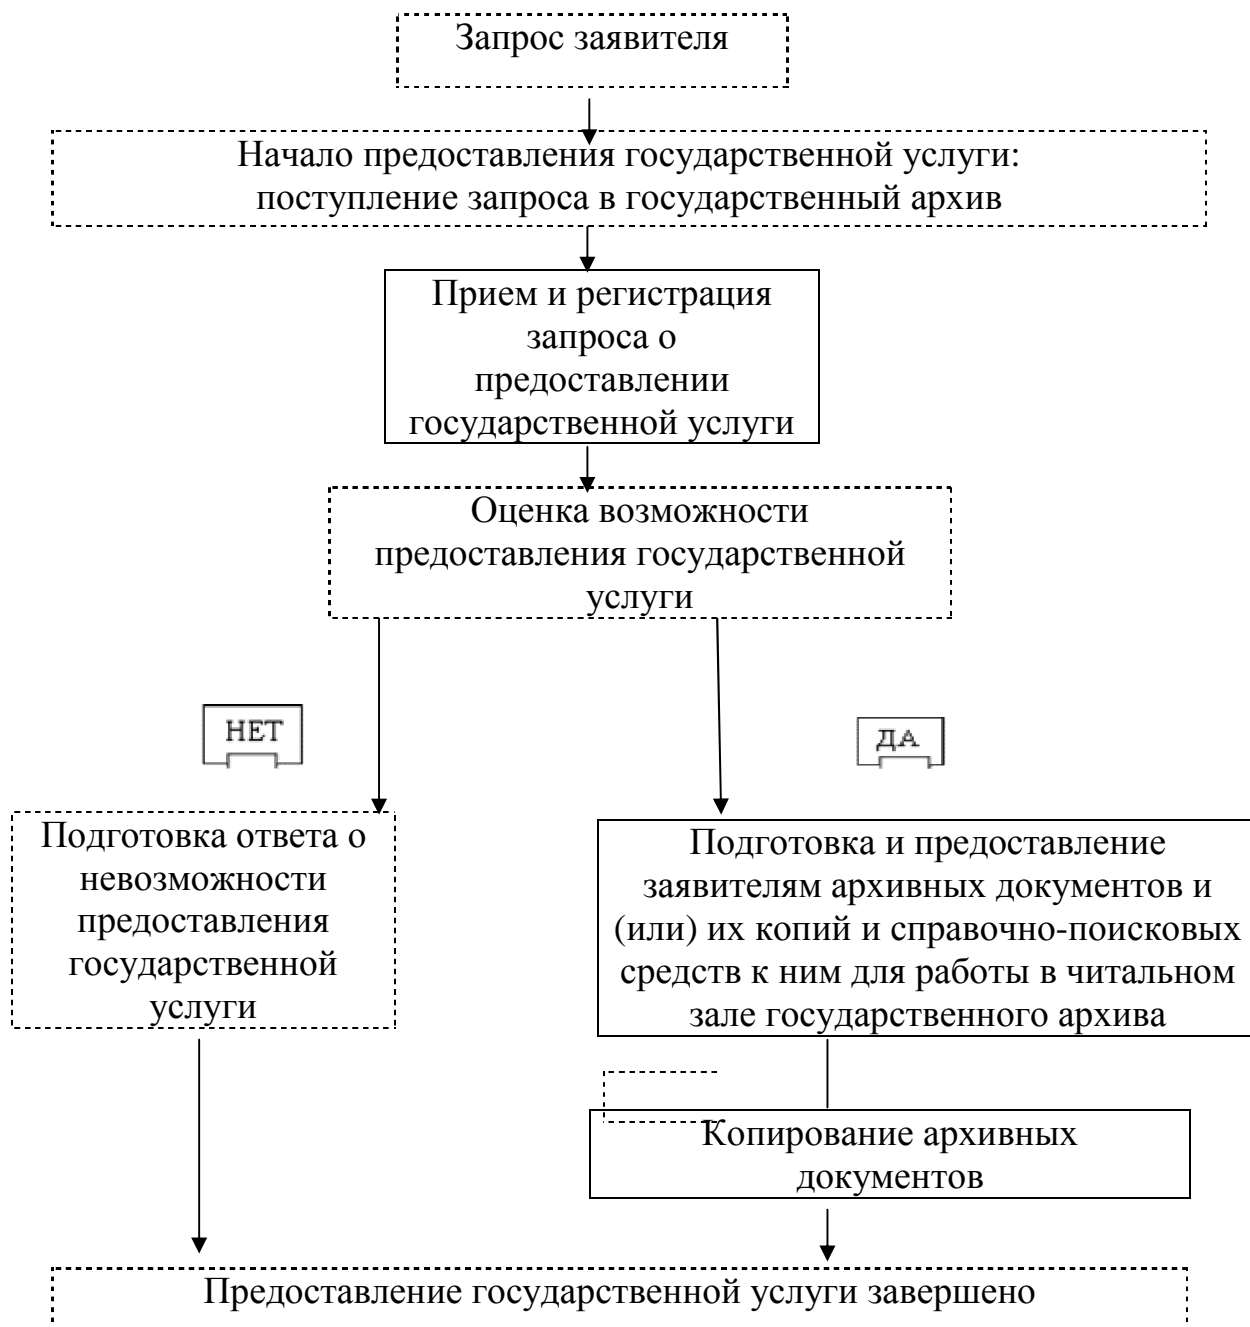 Запрос заявителя
Начало предоставления государственной услуги:
поступление запроса в государственный архив
Прием и регистрация
запроса о
предоставлении
государственной услуги
Оценка возможности
предоставления государственной
услуги
НЕТ
ДА
Подготовка ответа о
невозможности
предоставления
государственной
услуги
Подготовка и предоставление
заявителям архивных документов и
(или) их копий и справочно-поисковых
средств к ним для работы в читальном
зале государственного архива
Копирование архивных
документов
Предоставление государственной услуги завершено